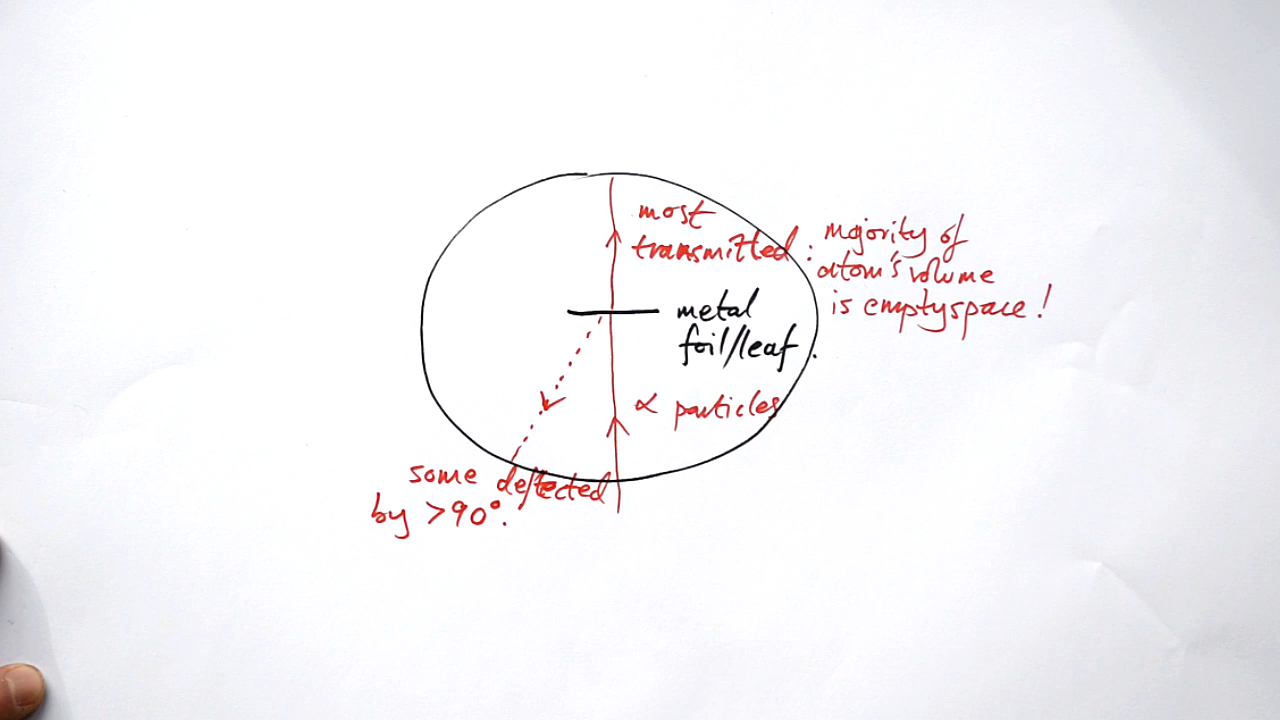 most
transmitted : majority of
atom's volume
is empty space !
metal
foil/leaf .
α particles
some deflected
by >90°.